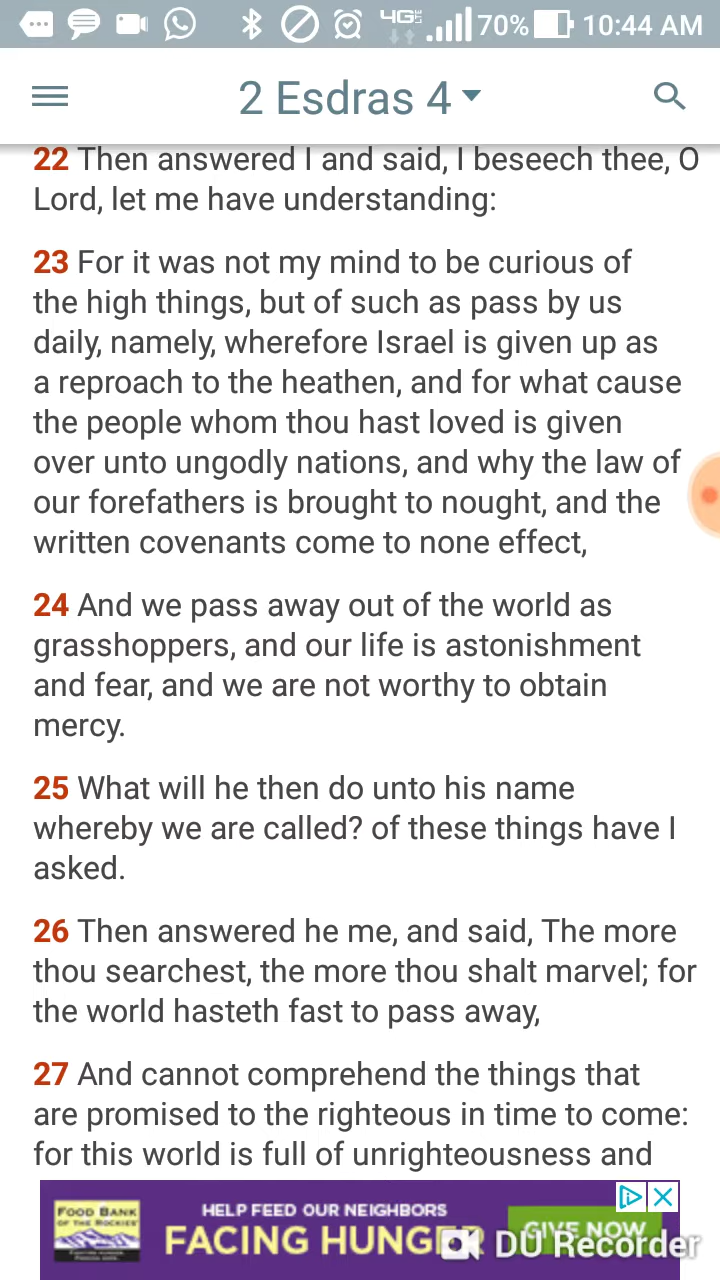 4G LTE 70% 10:44 AM
2 Esdras 4
22 Then answered I and said, I beseech thee, O
Lord, let me have understanding:
23 For it was not my mind to be curious of
the high things, but of such as pass by us
daily, namely, wherefore Israel is given up as
a reproach to the heathen, and for what cause
the people whom thou hast loved is given
over unto ungodly nations, and why the law of
our forefathers is brought to nought, and the
written covenants come to none effect,
24 And we pass away out of the world as
grasshoppers, and our life is astonishment
and fear, and we are not worthy to obtain
mercy.
25 What will he then do unto his name
whereby we are called? of these things have I
asked.
26 Then answered he me, and said, The more
thou searchest, the more thou shalt marvel; for
the world hasteth fast to pass away,
27 And cannot comprehend the things that
are promised to the righteous in time to come:
for this world is full of unrighteousness and
FOOD BANK
OF THE ROCKIES
HELP FEED OUR NEIGHBORS
FACING HUNGER
GIVE NOW
DU Recorder